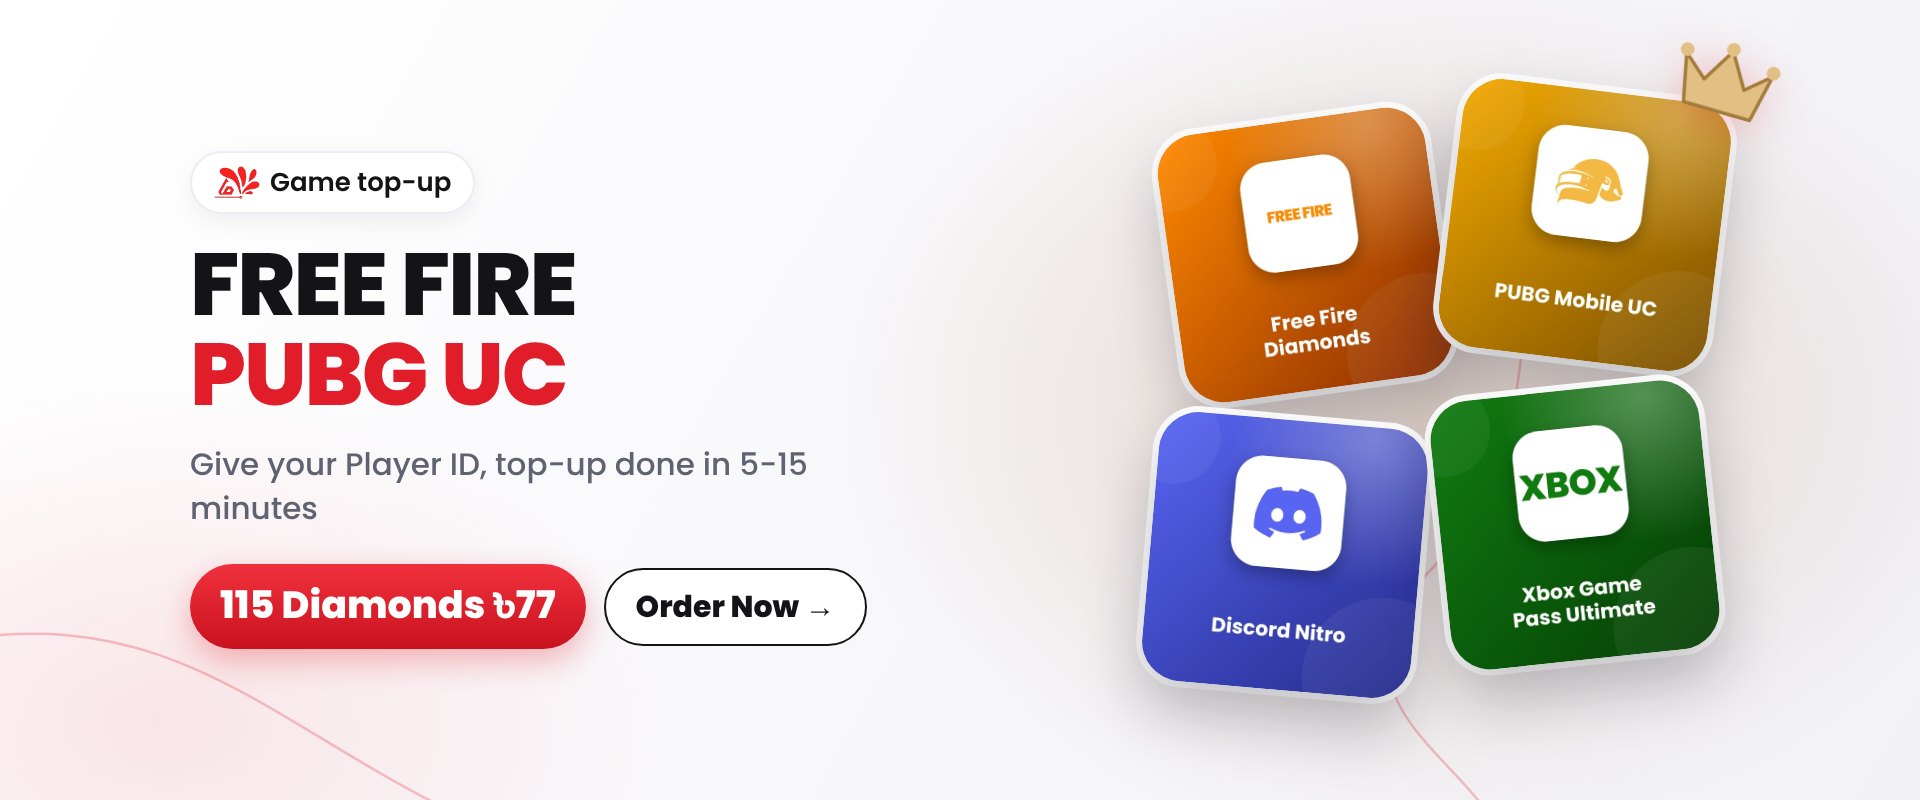 Game top-up
FREE FIRE
PUBG UC
Give your Player ID, top-up done in 5-15
minutes
115 Diamonds ৳77
Order Now →
FREE FIRE
Free Fire
Diamonds
PUBG Mobile UC
Discord Nitro
XBOX
Xbox Game
Pass Ultimate